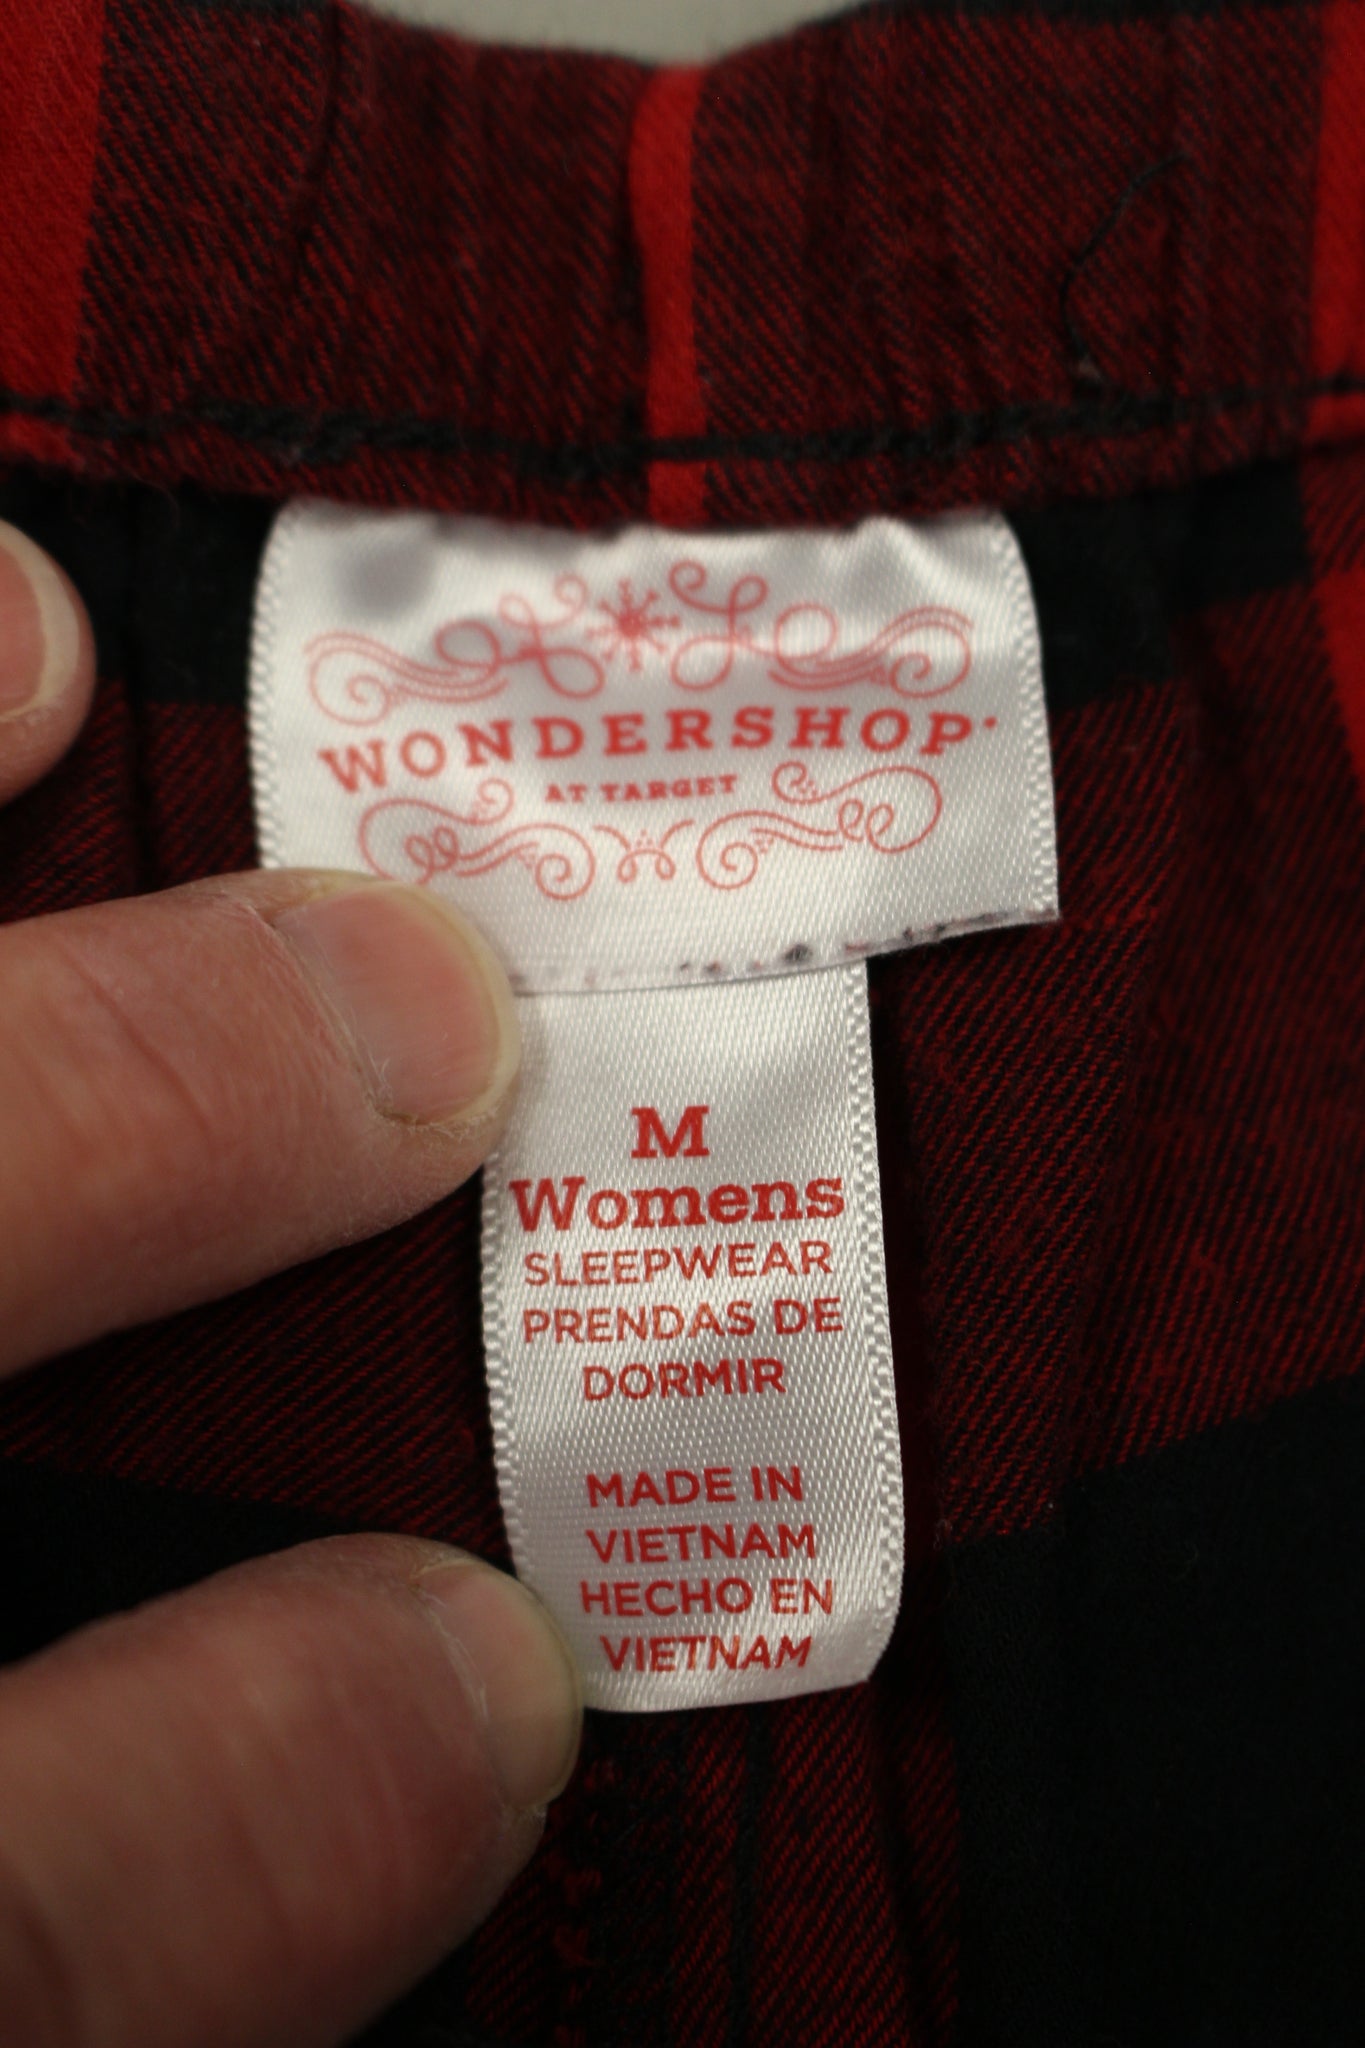 WONDERSHOP
AT TARGET
M
Womens
SLEEPWEAR
PRENDAS DE
DORMIR
MADE IN
VIETNAM
HECHO EN
VIETNAM